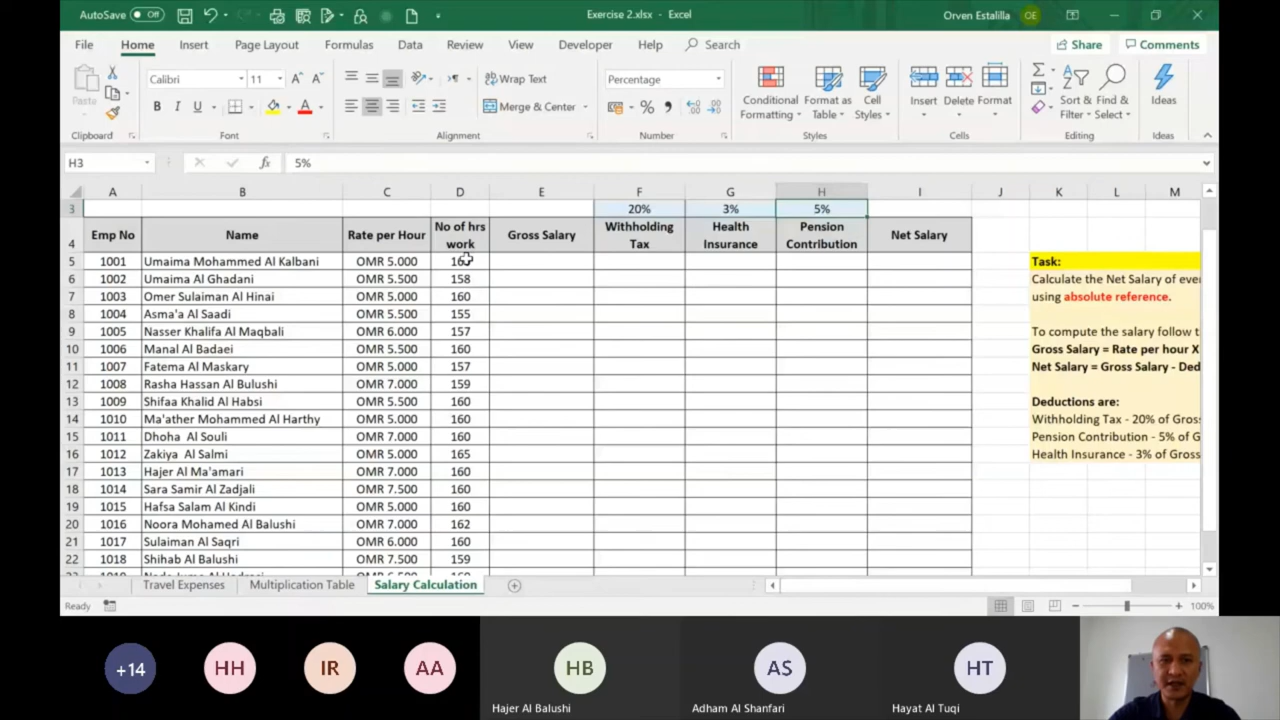 AutoSave Off Exercise 2.xlsx - Excel Orven Estalilla OE
File Home Insert Page Layout Formulas Data Review View Developer Help Search Share Comments
Calibri 11 Wrap Text Percentage
Paste B I U Merge & Center Conditional Formatting Format as Table Cell Styles Insert Delete Format Sort & Filter Find & Select Ideas
Clipboard Font Alignment Number Styles Cells Editing Ideas
H3 fx 5%
A B C D E F G H I J K L M
3 20% 3% 5%
4 Emp No Name Rate per Hour No of hrs work Gross Salary Withholding Tax Health Insurance Pension Contribution Net Salary
5 1001 Umaima Mohammed Al Kalbani OMR 5.000 Task:
6 1002 Umaima Al Ghadani OMR 5.500 158 Calculate the Net Salary of ever
7 1003 Omer Sulaiman Al Hinai OMR 5.000 160 using absolute reference.
8 1004 Asma'a Al Saadi OMR 5.500 155
9 1005 Nasser Khalifa Al Maqbali OMR 6.000 157 To compute the salary follow t
10 1006 Manal Al Badaei OMR 5.500 160 Gross Salary = Rate per hour X
11 1007 Fatema Al Maskary OMR 5.000 157 Net Salary = Gross Salary - Ded
12 1008 Rasha Hassan Al Bulushi OMR 7.000 159
13 1009 Shifaa Khalid Al Habsi OMR 5.500 160 Deductions are:
14 1010 Ma'ather Mohammed Al Harthy OMR 5.000 160 Withholding Tax - 20% of Gros
15 1011 Dhoha Al Souli OMR 7.000 160 Pension Contribution - 5% of G
16 1012 Zakiya Al Salmi OMR 5.000 165 Health Insurance - 3% of Gross
17 1013 Hajer Al Ma'amari OMR 7.000 160
18 1014 Sara Samir Al Zadjali OMR 7.500 160
19 1015 Hafsa Salam Al Kindi OMR 5.000 160
20 1016 Noora Mohamed Al Balushi OMR 7.000 162
21 1017 Sulaiman Al Saqri OMR 6.000 160
22 1018 Shihab Al Balushi OMR 7.500 159
Travel Expenses Multiplication Table Salary Calculation
Ready 100%
+14 HH IR AA HB AS HT
Hajer Al Balushi Adham Al Shanfari Hayat Al Tuqi